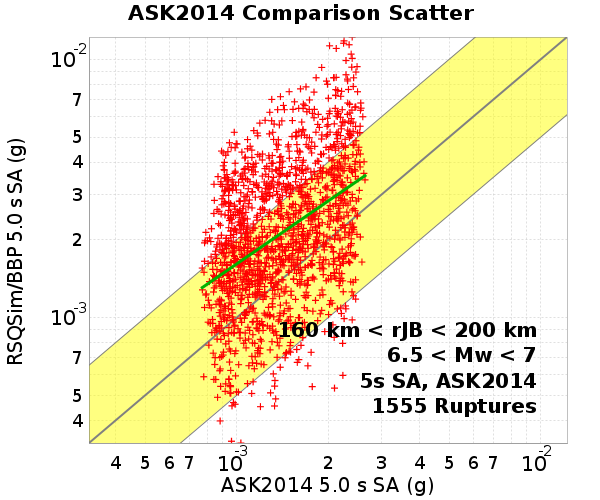 ASK2014 Comparison Scatter
RSQSim/BBP 5.0 s SA (g)
10-2
7
5
4
3
2
10-3
7
5
4
160 km < rJB < 200 km
6.5 < Mw < 7
5s SA, ASK2014
1555 Ruptures
4 5 6 7 10-3 2 3 4 5 6 7 10-2
ASK2014 5.0 s SA (g)